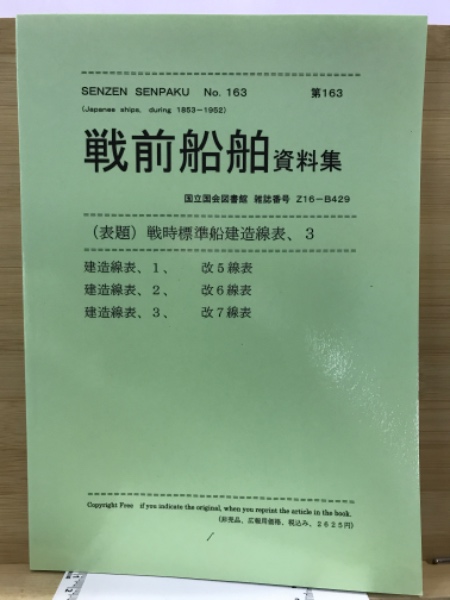 SENZEN SENPAKU No. 163 第163
(Japanee ships, during 1853-1952)
戦前船舶資料集
国立国会図書館 雑誌番号 Z16-B429
(表題) 戦時標準船建造線表、3
建造線表、1、 改5線表
建造線表、2、 改6線表
建造線表、3、 改7線表
Copyright Free if you indicate the original, when you reprint the article in the book.
(非売品、広報用価格、税込み、2625円)